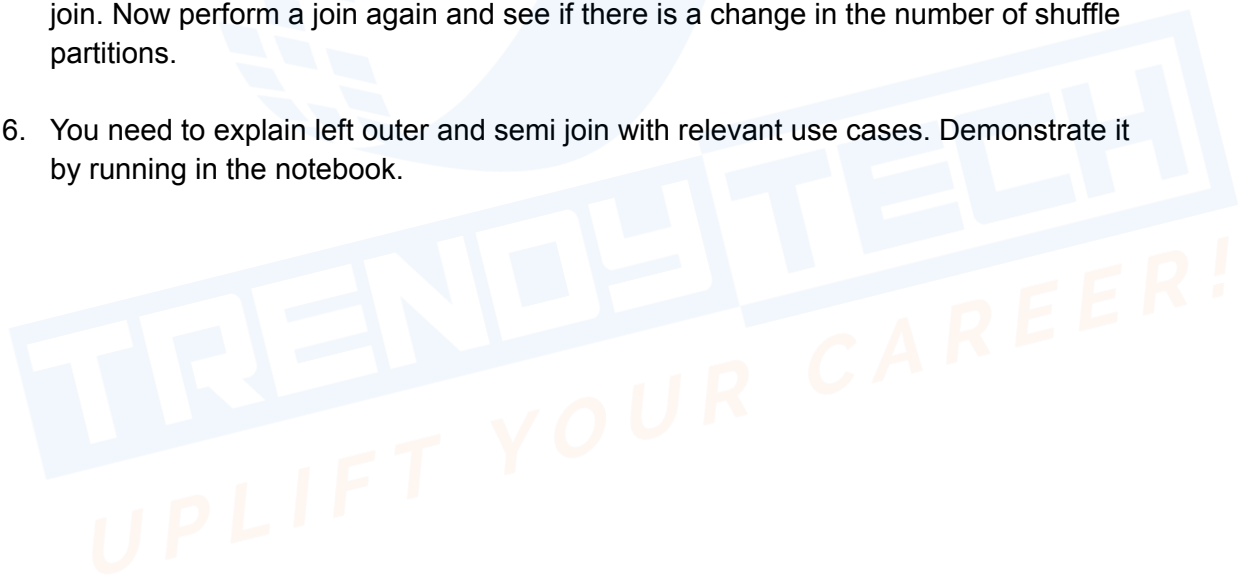 join. Now perform a join again and see if there is a change in the number of shuffle
partitions.
6. You need to explain left outer and semi join with relevant use cases. Demonstrate it
by running in the notebook.
TRENDYTECH
UPLIFT YOUR CAREER!